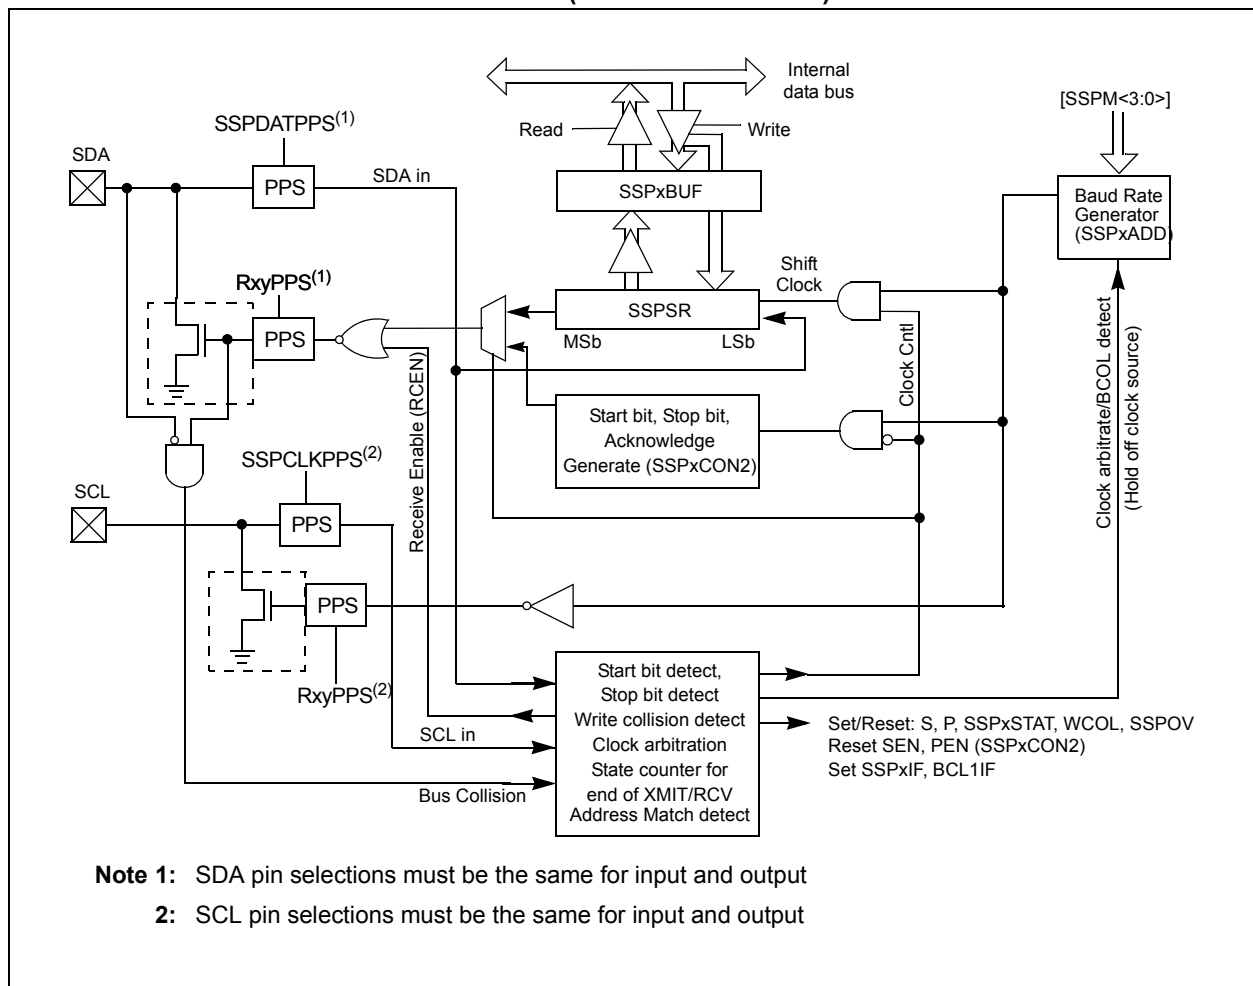 Internal
data bus
[SSPM<3:0>]
SSPDATPPS(1)
Read
Write
SDA
PPS
SDA in
SSPxBUF
Baud Rate
Generator
(SSPxADD)
Shift
Clock
RxyPPS(1)
SSPSR
PPS
MSb
LSb
Clock Cntl
Clock arbitrate/BCOL detect
(Hold off clock source)
Receive Enable (RCEN)
Start bit, Stop bit,
Acknowledge
Generate (SSPxCON2)
SSPCLKPPS(2)
SCL
PPS
PPS
RxyPPS(2)
SCL in
Bus Collision
Start bit detect,
Stop bit detect
Write collision detect
Clock arbitration
State counter for
end of XMIT/RCV
Address Match detect
Set/Reset: S, P, SSPxSTAT, WCOL, SSPOV
Reset SEN, PEN (SSPxCON2)
Set SSPxIF, BCL1IF
Note 1: SDA pin selections must be the same for input and output
2: SCL pin selections must be the same for input and output